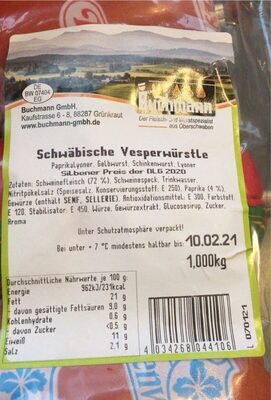 DE
BW 07404
EG
Buchmann GmbH,
Kaufstrasse 6 - 8, 88287 Grünkraut
www.buchmann-gmbh.de
Buchmann
Der Fleisch- und Wurstspezialist
aus Oberschwaben
Schwäbische Vesperwürstle
Paprikalyoner, Gelbwurst, Schinkenwurst, Lyoner
Silbener Preis der DLG 2020
Zutaten: Schweinefleisch (72 %), Schweinespeck, Trinkwasser,
Nitritpökelsalz (Speisesalz, Konservierungsstoff: E 250), Paprika (4 %),
Gewürze (enthält SENF, SELLERIE), Antioxidationsmittel: E 300, Farbstoff:
E 120, Stabilisator: E 450, Würze, Gewürzextrakt, Glucosesirup, Zucker,
Aroma
Unter Schutzatmosphäre verpackt!
Bei unter + 7 °C mindestens haltbar bis: 10.02.21
1,000kg
Durchschnittliche Nährwerte je 100 g:
Energie 962kJ/231kcal
Fett 21 g
- davon gesättigte Fettsäuren 9.0 g
Kohlenhydrate 0.6 g
- davon Zucker <0.5 g
Eiweiß 11 g
Salz 2.1 g
4 034268 044106
L 070121